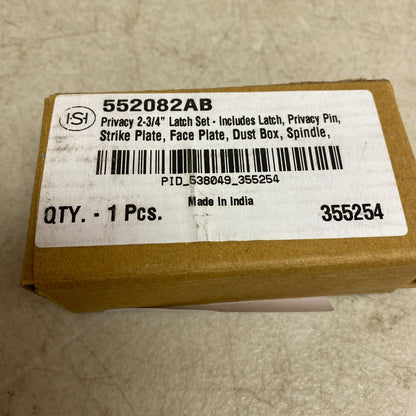 HSH
552082AB
Privacy 2-3/4" Latch Set - Includes Latch, Privacy Pin,
Strike Plate, Face Plate, Dust Box, Spindle,
PID_538049_355254
Made In India
QTY. - 1 Pcs. 355254